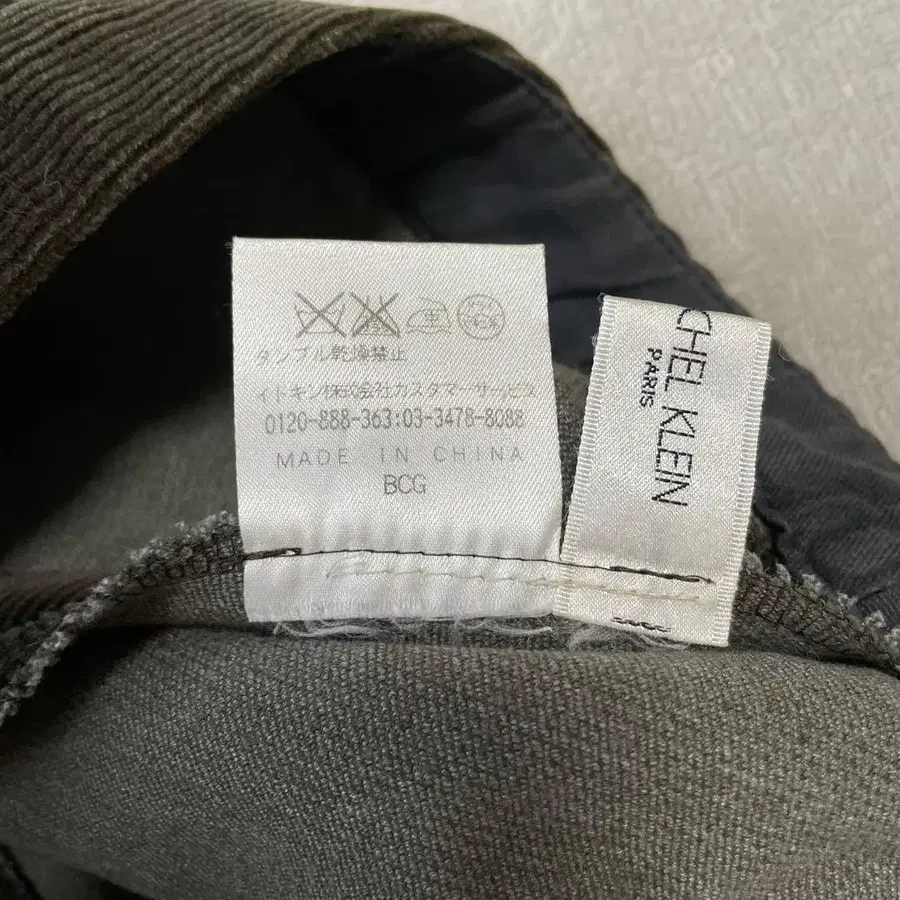 タンブル乾燥禁止
イトキン株式会社カスタマーサービス
0120-888-363:03-3478-8088
MADE IN CHINA
BCG
CHEL KLEIN
PARIS